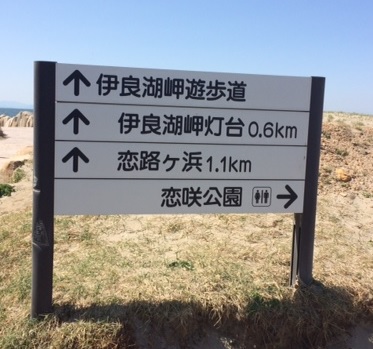 ↑伊良湖岬遊歩道
↑伊良湖岬灯台0.6km
↑恋路ヶ浜1.1km
恋咲公園 →